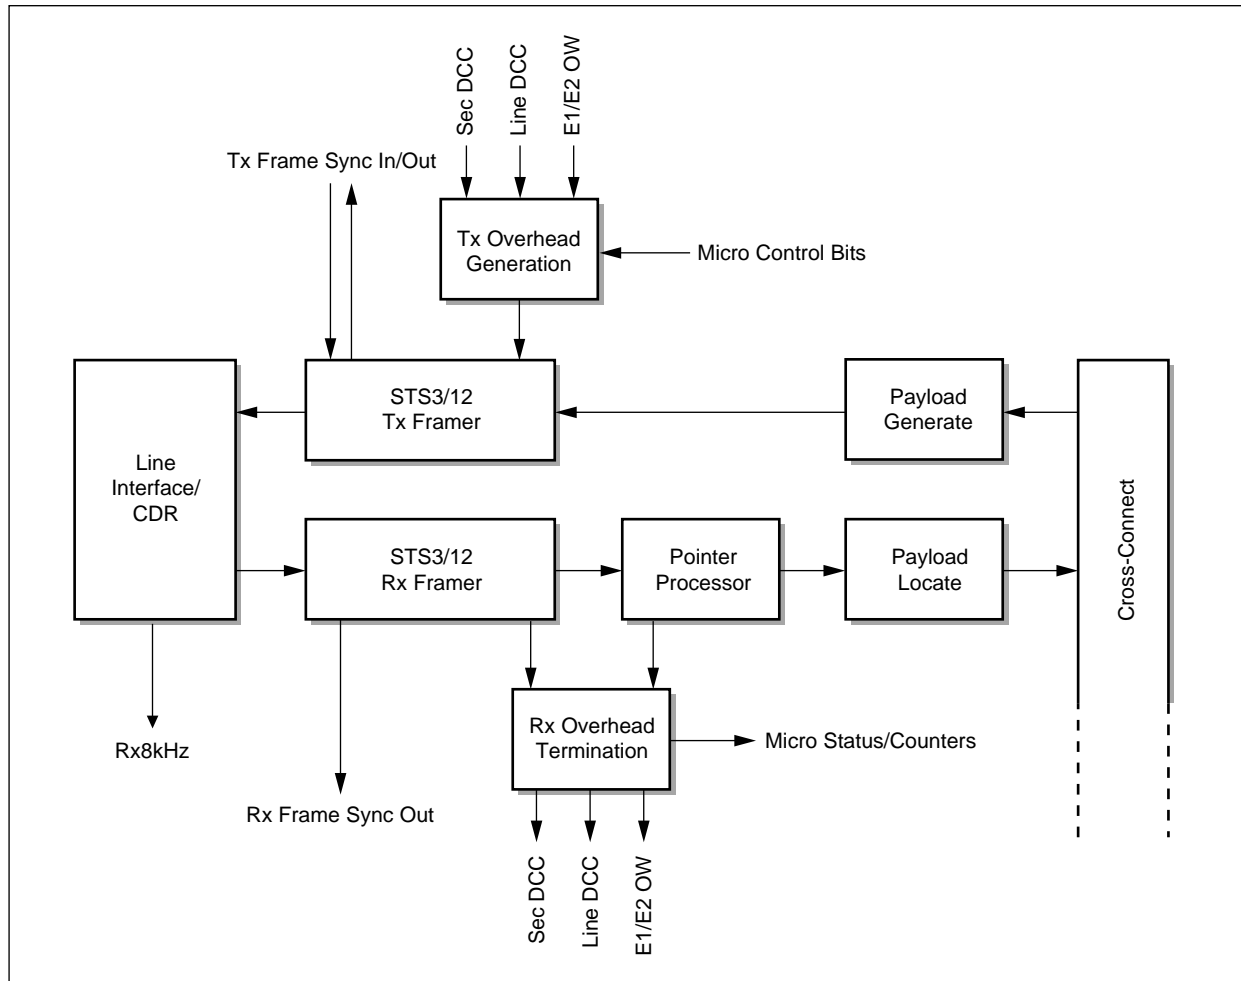 Sec DCC
Line DCC
E1/E2 OW
Tx Frame Sync In/Out
Tx Overhead
Generation
Micro Control Bits
STS3/12
Tx Framer
Payload
Generate
Line
Interface/
CDR
STS3/12
Rx Framer
Pointer
Processor
Payload
Locate
Cross-Connect
Rx Overhead
Termination
Micro Status/Counters
Rx8kHz
Rx Frame Sync Out
Sec DCC
Line DCC
E1/E2 OW